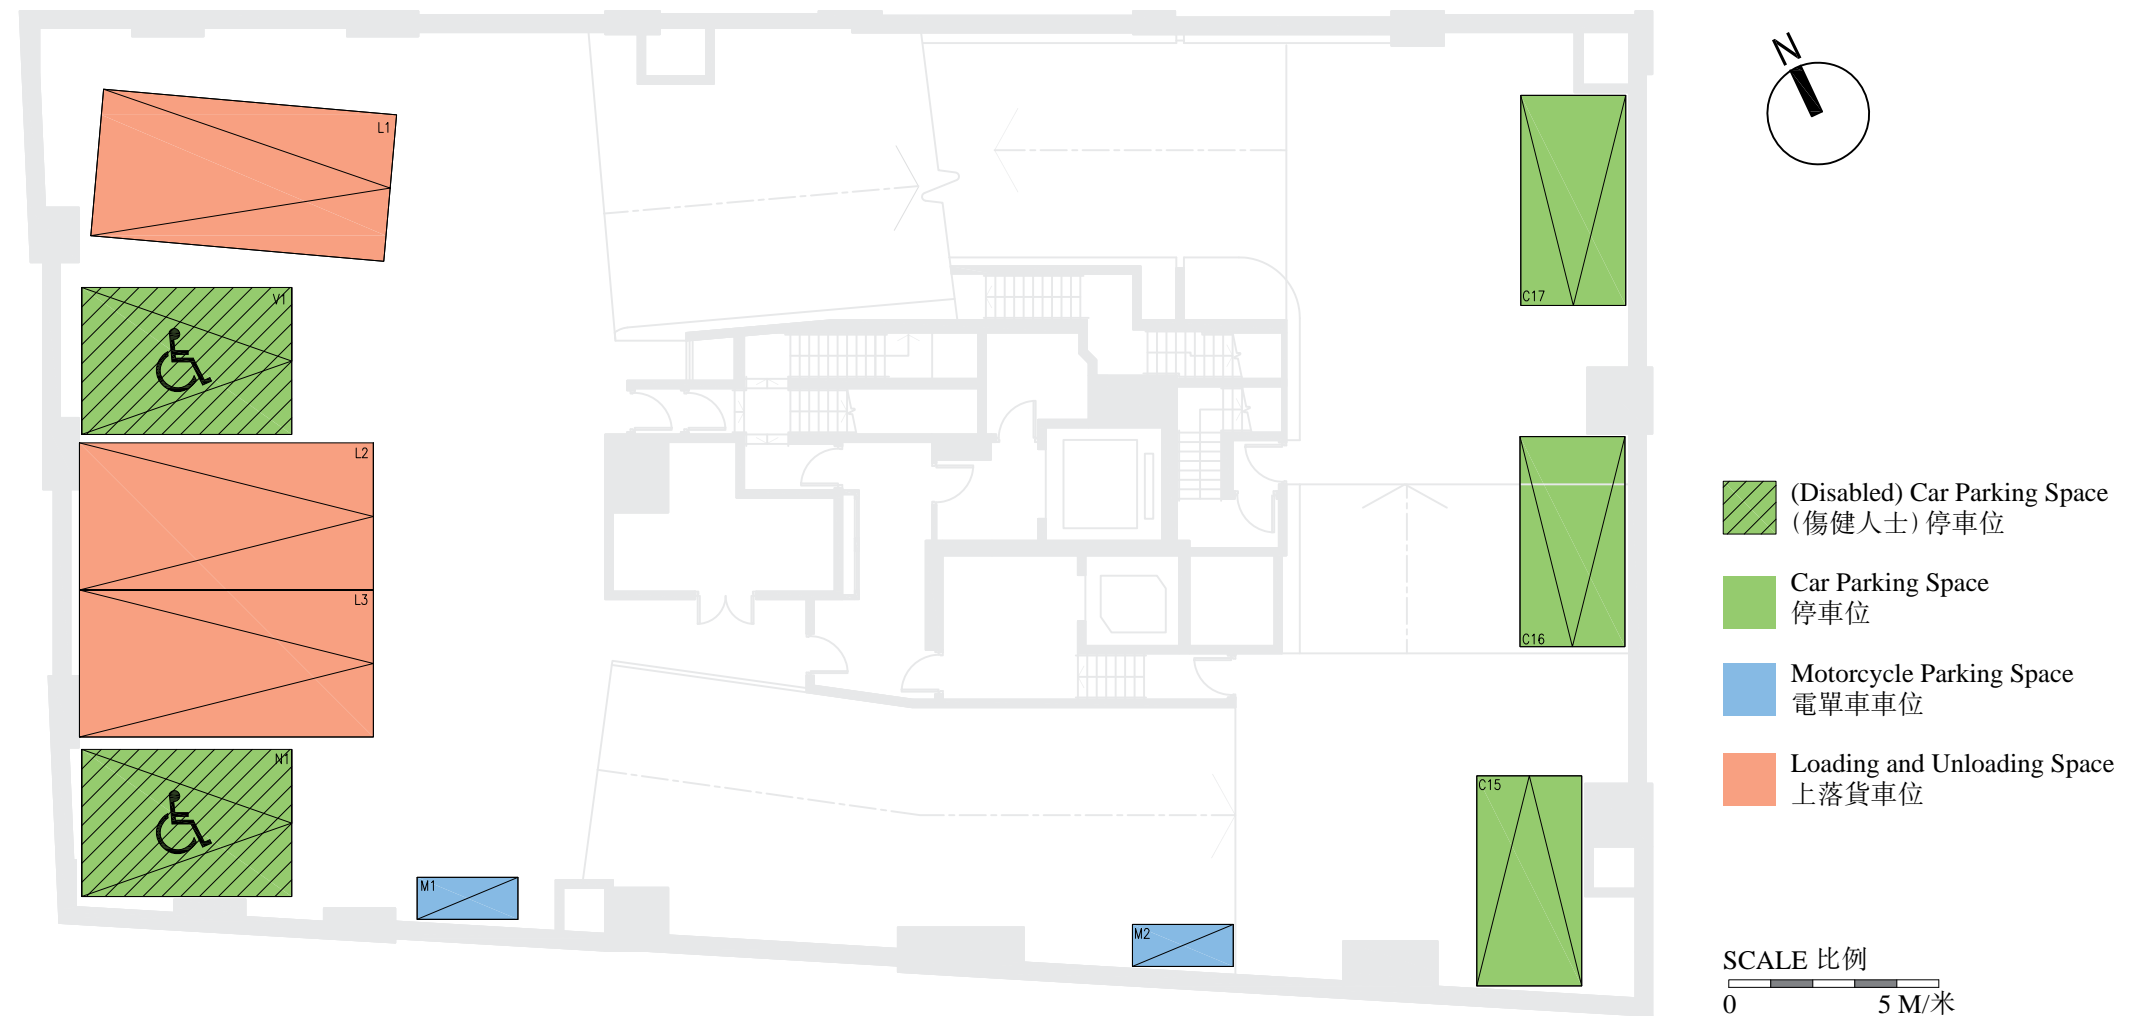 N
L1
C17
V1
L2
L3
C16
N1
C15
M1
M2
(Disabled) Car Parking Space
(傷健人士) 停車位
Car Parking Space
停車位
Motorcycle Parking Space
電單車車位
Loading and Unloading Space
上落貨車位
SCALE 比例
0 5 M/米